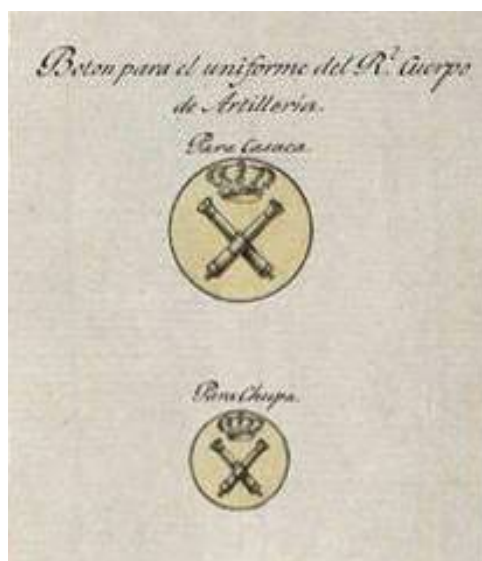 Boton para el uniforme del R.l Cuerpo
de Artilleria.
Para Casaca.
Para Chupa.